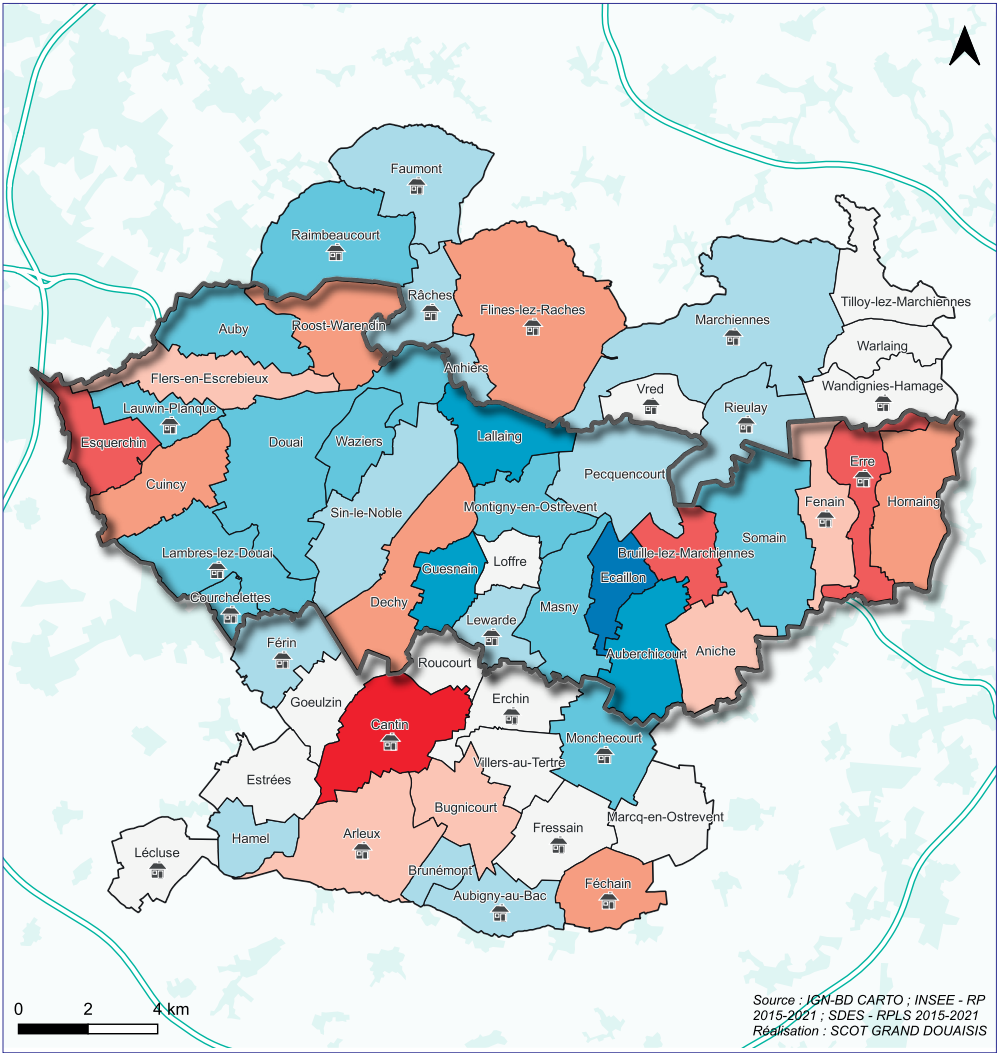 Faumont
Raimbeaucourt
Râches
Flines-lez-Raches
Tilloy-lez-Marchiennes
Marchiennes
Auby
Roost-Warendin
Warlaing
Anhiers
Flers-en-Escrebieux
Vred
Wandignies-Hamage
Lauwin-Planque
Rieulay
Esquerchin
Douai
Waziers
Lallaing
Erre
Cuincy
Pecquencourt
Fenain
Hornaing
Sin-le-Noble
Montigny-en-Ostrevent
Somain
Lambres-lez-Douai
Bruille-lez-Marchiennes
Guesnain
Loffre
Ecaillon
Courchelettes
Dechy
Masny
Lewarde
Férin
Auberchicourt
Aniche
Roucourt
Goeulzin
Erchin
Cantin
Monchecourt
Villers-au-Tertre
Estrées
Bugnicourt
Marcq-en-Ostrevent
Hamel
Arleux
Fressain
Lécluse
Brunémont
Féchain
Aubigny-au-Bac
0 2 4 km
Source : IGN-BD CARTO ; INSEE - RP
2015-2021 ; SDES - RPLS 2015-2021
Réalisation : SCOT GRAND DOUAISIS